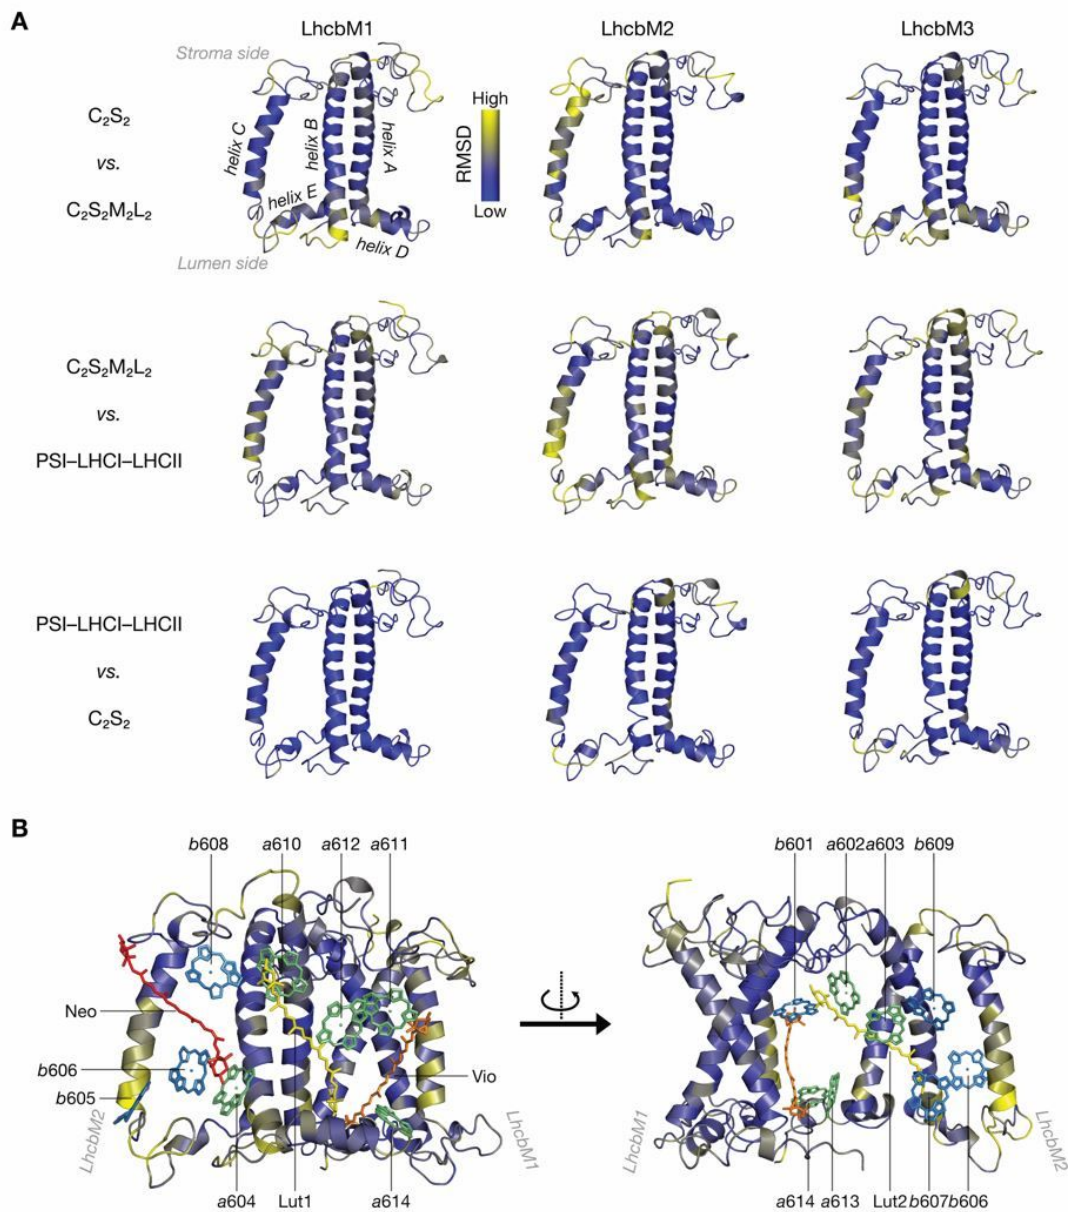 A
LhcbM1
LhcbM2
LhcbM3
Stroma side
High
RMSD
Low
C₂S₂
vs.
C₂S₂M₂L₂
helix C
helix B
helix A
helix E
helix D
Lumen side
C₂S₂M₂L₂
vs.
PSI–LHCI–LHCII
PSI–LHCI–LHCII
vs.
C₂S₂
B
b608
a610
a612
a611
Neo
b606
b605
Vio
LhcbM2
LhcbM1
a604
Lut1
a614
b601
a602
a603
b609
LhcbM1
LhcbM2
a614
a613
Lut2
b607
b606